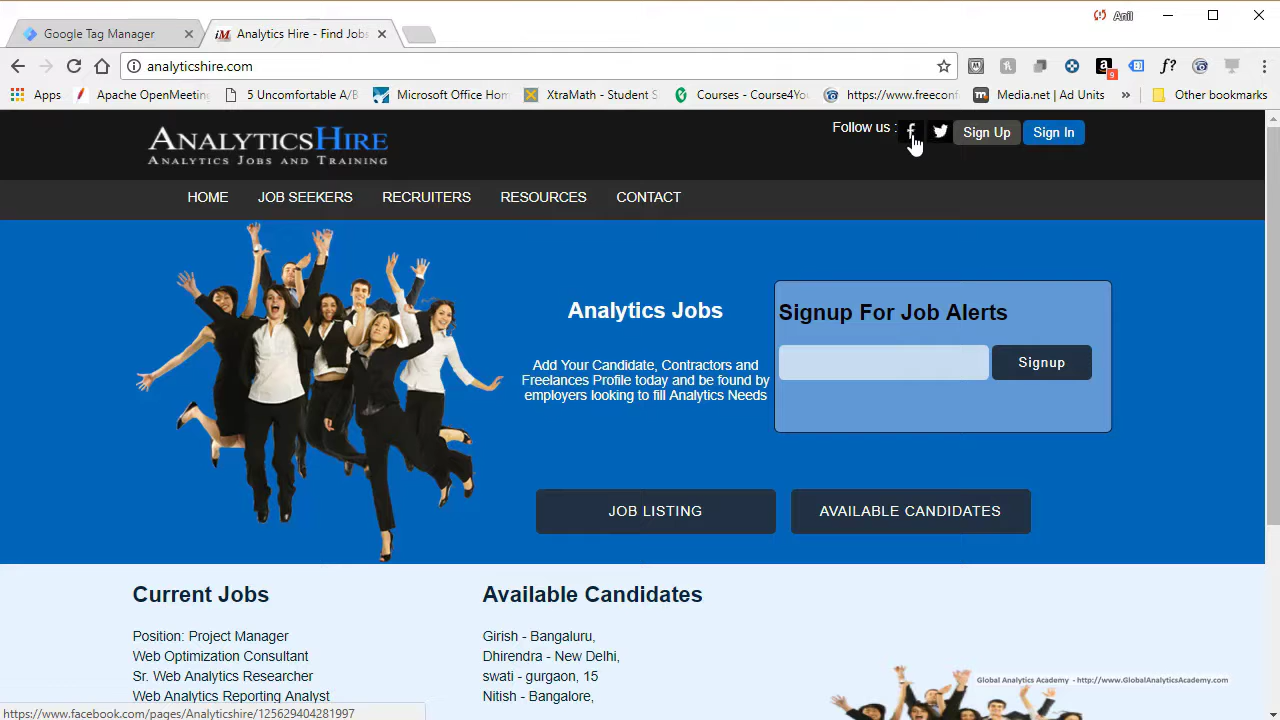 Google Tag Manager
Analytics Hire - Find Jobs
Anil
analyticshire.com
9
f?
Apps
Apache OpenMeeting
5 Uncomfortable A/B
Microsoft Office Hom
XtraMath - Student S
Courses - Course4Yo
https://www.freeconf
Media.net | Ad Units
»
Other bookmarks
ANALYTICSHIRE
ANALYTICS JOBS AND TRAINING
Follow us :
Sign Up
Sign In
HOME
JOB SEEKERS
RECRUITERS
RESOURCES
CONTACT
Analytics Jobs
Add Your Candidate, Contractors and
Freelances Profile today and be found by
employers looking to fill Analytics Needs
Signup For Job Alerts
Signup
JOB LISTING
AVAILABLE CANDIDATES
Current Jobs
Position: Project Manager
Web Optimization Consultant
Sr. Web Analytics Researcher
Web Analytics Reporting Analyst
Available Candidates
Girish - Bangaluru,
Dhirendra - New Delhi,
swati - gurgaon, 15
Nitish - Bangalore,
Global Analytics Academy - http://www.GlobalAnalyticsAcademy.com
https://www.facebook.com/pages/Analyticshire/125629404281997